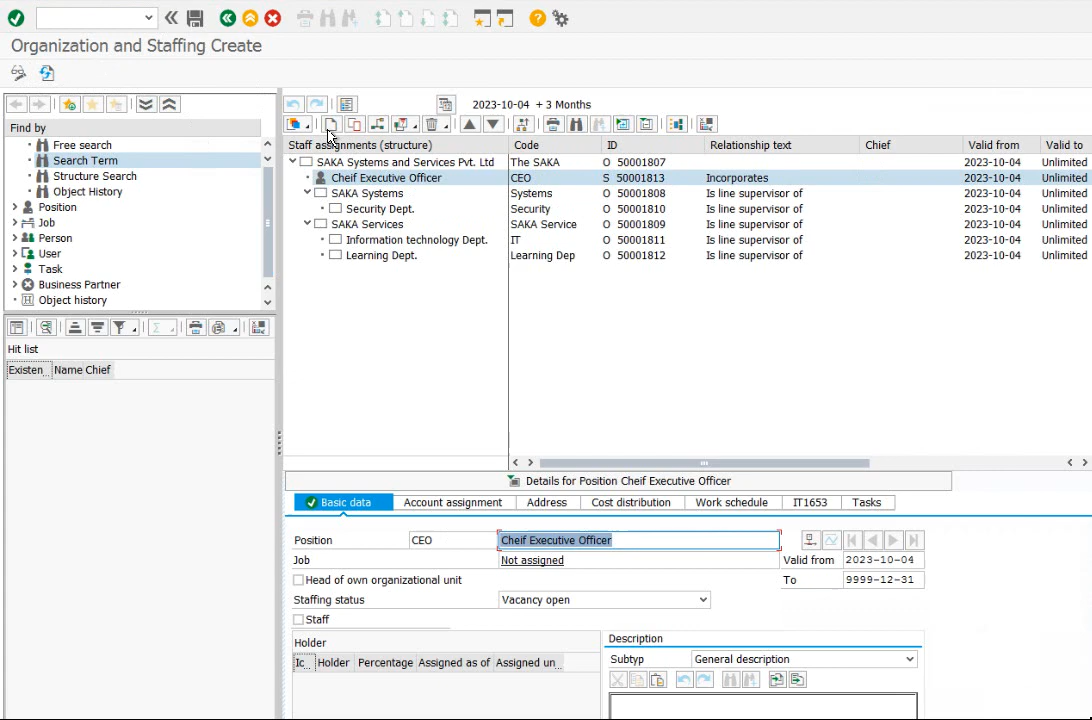 Organization and Staffing Create
2023-10-04 + 3 Months
Find by
Free search
Search Term
Structure Search
Object History
Position
Job
Person
User
Task
Business Partner
Object history
Hit list
Existen... Name Chief
Staff assignments (structure) Code ID Relationship text Chief Valid from Valid to
SAKA Systems and Services Pvt. Ltd The SAKA O 50001807 2023-10-04 Unlimited
Cheif Executive Officer CEO S 50001813 Incorporates 2023-10-04 Unlimited
SAKA Systems Systems O 50001808 Is line supervisor of 2023-10-04 Unlimited
Security Dept. Security O 50001810 Is line supervisor of 2023-10-04 Unlimited
SAKA Services SAKA Service O 50001809 Is line supervisor of 2023-10-04 Unlimited
Information technology Dept. IT O 50001811 Is line supervisor of 2023-10-04 Unlimited
Learning Dept. Learning Dep O 50001812 Is line supervisor of 2023-10-04 Unlimited
Details for Position Cheif Executive Officer
Basic data Account assignment Address Cost distribution Work schedule IT1653 Tasks
Position CEO Cheif Executive Officer
Job Not assigned Valid from 2023-10-04
Head of own organizational unit To 9999-12-31
Staffing status Vacancy open
Staff
Holder
Ic... Holder Percentage Assigned as of Assigned un...
Description
Subtyp General description